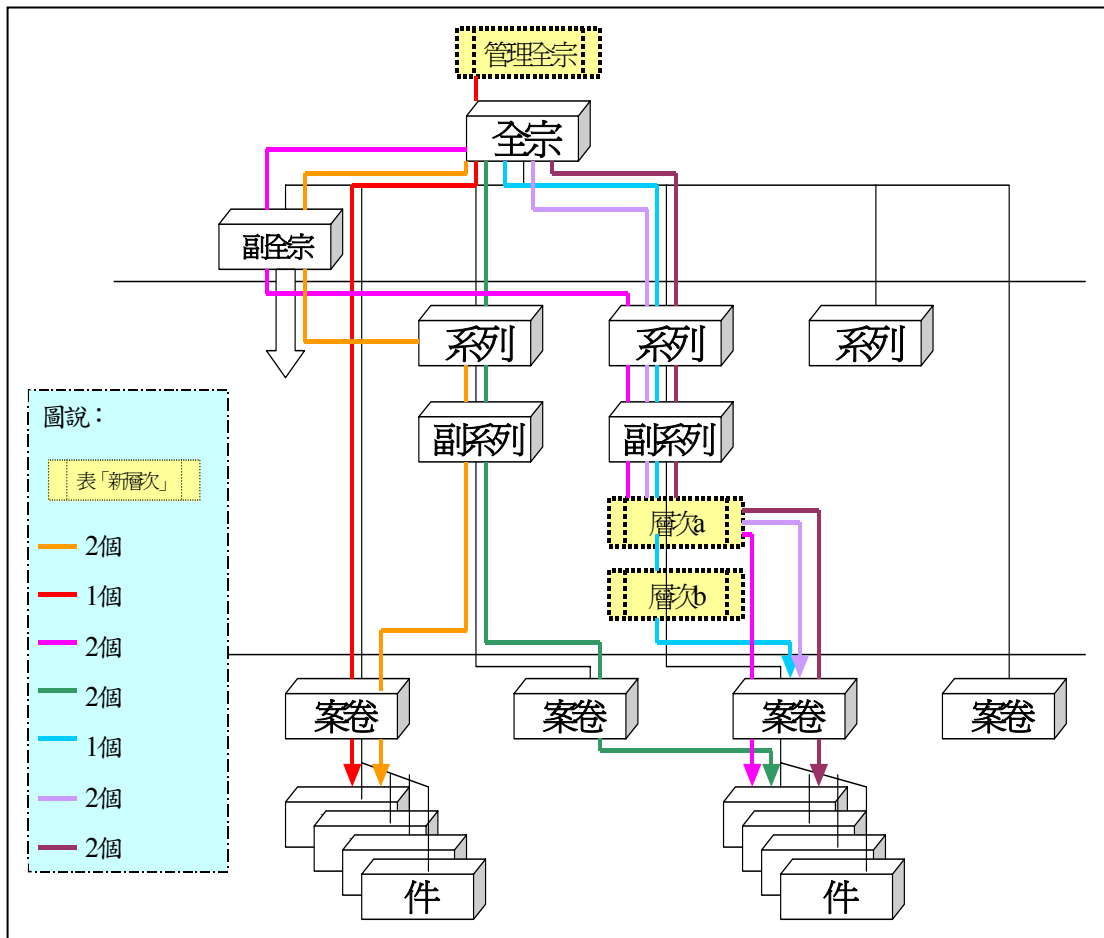 管理全宗
全宗
副全宗
系列
系列
系列
副系列
副系列
層次a
層次b
案卷
案卷
案卷
案卷
件
件
圖說：
表「新層次」
2個
1個
2個
2個
1個
2個
2個